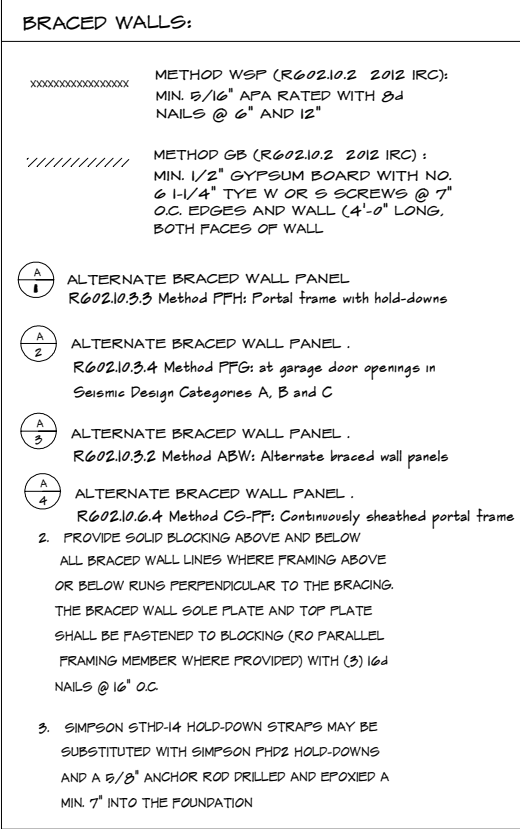 BRACED WALLS:
XXXXXXXXXXXXXXXXX
METHOD WSP (R602.10.2 2012 IRC):
MIN. 5/16" APA RATED WITH 8d
NAILS @ 6" AND 12"
METHOD GB (R602.10.2 2012 IRC) :
MIN. 1/2" GYPSUM BOARD WITH NO.
6 1-1/4" TYE W OR S SCREWS @ 7"
O.C. EDGES AND WALL (4'-0" LONG,
BOTH FACES OF WALL
A
1
ALTERNATE BRACED WALL PANEL
R602.10.3.3 Method PFH: Portal frame with hold-downs
A
2
ALTERNATE BRACED WALL PANEL .
R602.10.3.4 Method PFG: at garage door openings in
Seismic Design Categories A, B and C
A
3
ALTERNATE BRACED WALL PANEL .
R602.10.3.2 Method ABW: Alternate braced wall panels
A
4
ALTERNATE BRACED WALL PANEL .
R602.10.6.4 Method CS-PF: Continuously sheathed portal frame
2. PROVIDE SOLID BLOCKING ABOVE AND BELOW
ALL BRACED WALL LINES WHERE FRAMING ABOVE
OR BELOW RUNS PERPENDICULAR TO THE BRACING.
THE BRACED WALL SOLE PLATE AND TOP PLATE
SHALL BE FASTENED TO BLOCKING (RO PARALLEL
FRAMING MEMBER WHERE PROVIDED) WITH (3) 16d
NAILS @ 16" O.C.
3. SIMPSON STHD-14 HOLD-DOWN STRAPS MAY BE
SUBSTITUTED WITH SIMPSON PHD2 HOLD-DOWNS
AND A 5/8" ANCHOR ROD DRILLED AND EPOXIED A
MIN. 7" INTO THE FOUNDATION